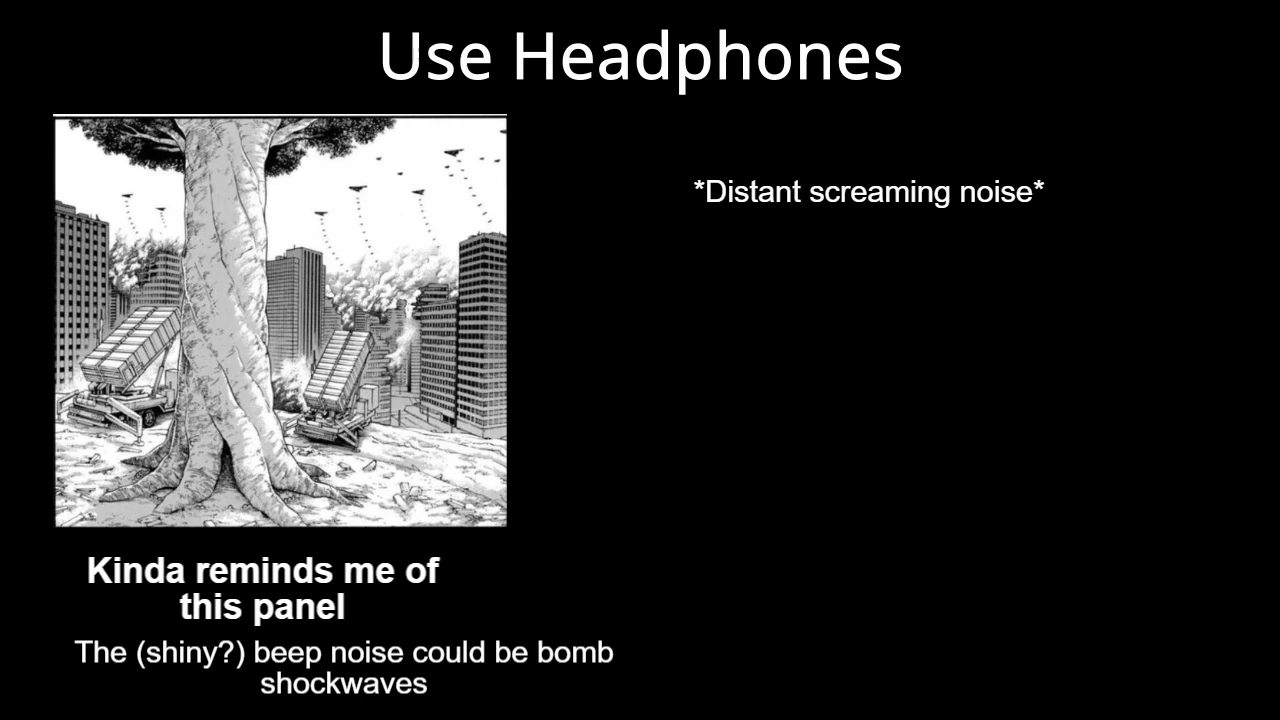 Use Headphones
*Distant screaming noise*
Kinda reminds me of
this panel
The (shiny?) beep noise could be bomb
shockwaves